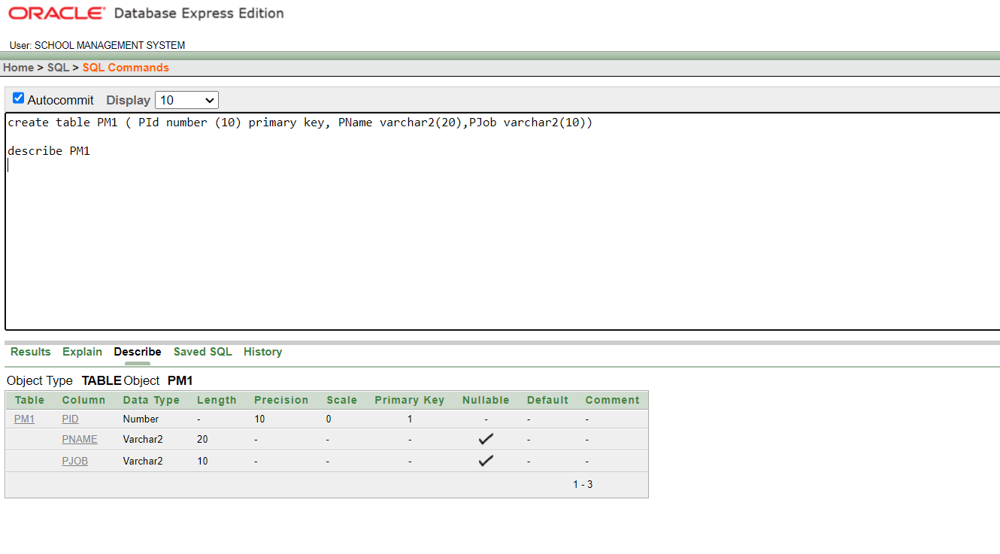 ORACLE Database Express Edition
User: SCHOOL MANAGEMENT SYSTEM
Home > SQL > SQL Commands
Autocommit Display 10
create table PM1 ( PId number (10) primary key, PName varchar2(20),PJob varchar2(10))
describe PM1
Results Explain Describe Saved SQL History
Object Type TABLE Object PM1
Table Column Data Type Length Precision Scale Primary Key Nullable Default Comment
PM1 PID Number - 10 0 1 - - -
PNAME Varchar2 20 - - - - -
PJOB Varchar2 10 - - - - -
1 - 3